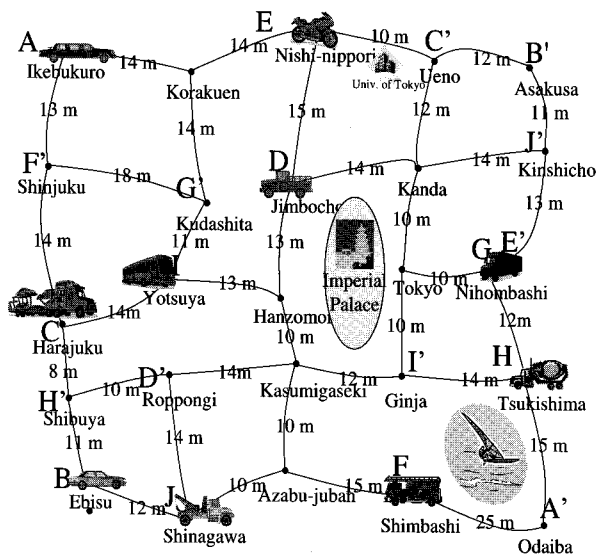 E
10 m
C'
A
14 m
12 m
B'
Nishi-nippori
Ikebukuro
14 m
Ueno
Univ. of Tokyo
Korakuen
Asakusa
13 m
15 m
12 m
11 m
14 m
J'
F'
D
14 m
14 m
Shinjuku
18 m
G'
Kanda
Kinshicho
Jimbocho
Kudashita
10 m
13 m
14 m
11 m
13 m
G
E'
I
Imperial
Palace
10 m
Yotsuya
13 m
Tokyo
Nihombashi
14m
Hanzomon
12m
C
10 m
10 m
Harajuku
8 m
D'
14m
I'
H
H'
10 m
12 m
14 m
Roppongi
Kasumigaseki
Ginja
Tsukishima
Shibuya
11 m
14 m
10 m
15 m
B
J
10 m
F
Ebisu
12 m
Azabu-jubah
15 m
A'
Shinagawa
Shimbashi
25 m
Odaiba